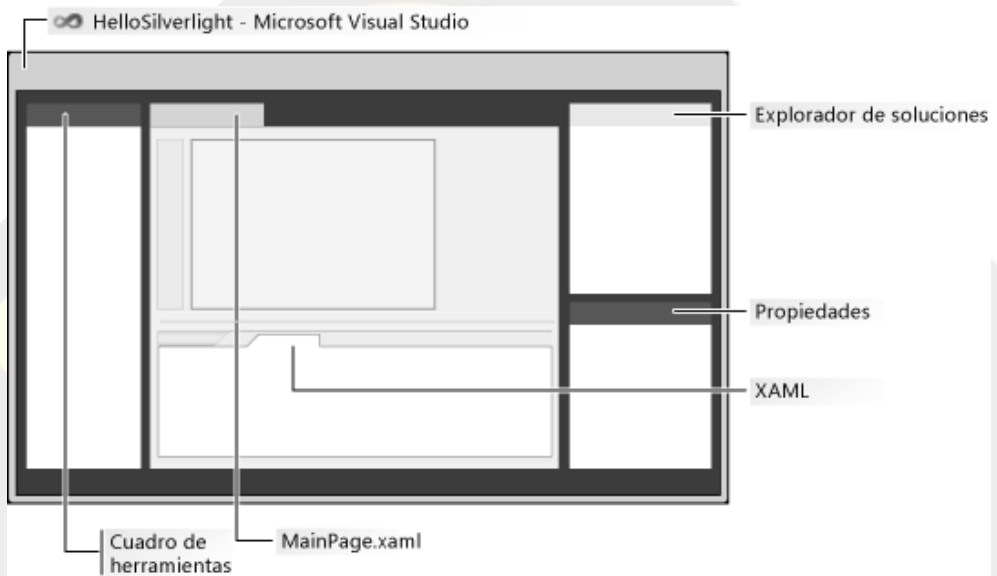 HelloSilverlight - Microsoft Visual Studio
Explorador de soluciones
Propiedades
XAML
Cuadro de
herramientas
MainPage.xaml